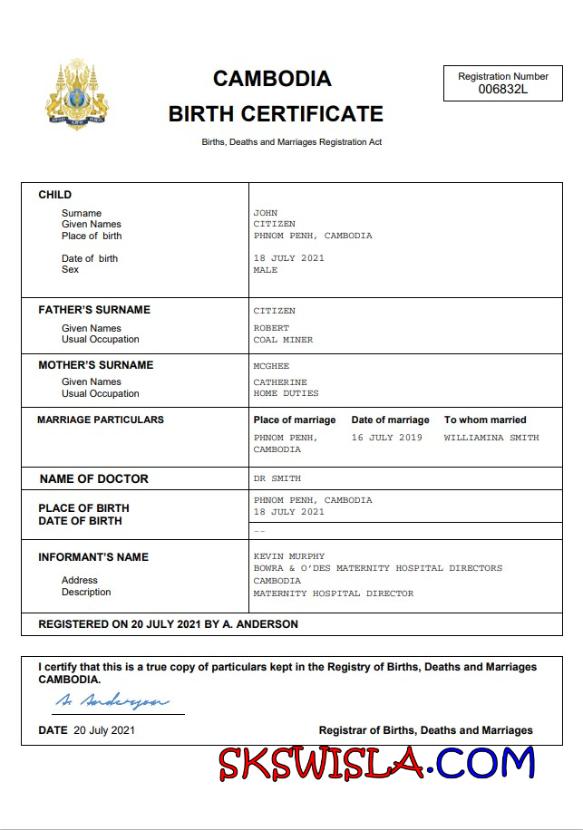 CAMBODIA
BIRTH CERTIFICATE
Births, Deaths and Marriages Registration Act
Registration Number
006832L
CHILD
Surname JOHN
Given Names CITIZEN
Place of birth PHNOM PENH, CAMBODIA
Date of birth 18 JULY 2021
Sex MALE
FATHER'S SURNAME CITIZEN
Given Names ROBERT
Usual Occupation COAL MINER
MOTHER'S SURNAME MCGHEE
Given Names CATHERINE
Usual Occupation HOME DUTIES
MARRIAGE PARTICULARS Place of marriage Date of marriage To whom married
PHNOM PENH, 16 JULY 2019 WILLIAMINA SMITH
CAMBODIA
NAME OF DOCTOR DR SMITH
PLACE OF BIRTH PHNOM PENH, CAMBODIA
DATE OF BIRTH 18 JULY 2021
--
INFORMANT'S NAME KEVIN MURPHY
BOWRA & O'DES MATERNITY HOSPITAL DIRECTORS
Address CAMBODIA
Description MATERNITY HOSPITAL DIRECTOR
REGISTERED ON 20 JULY 2021 BY A. ANDERSON
I certify that this is a true copy of particulars kept in the Registry of Births, Deaths and Marriages
CAMBODIA.
A. Anderson
DATE 20 July 2021 Registrar of Births, Deaths and Marriages
SKSWISLA.COM